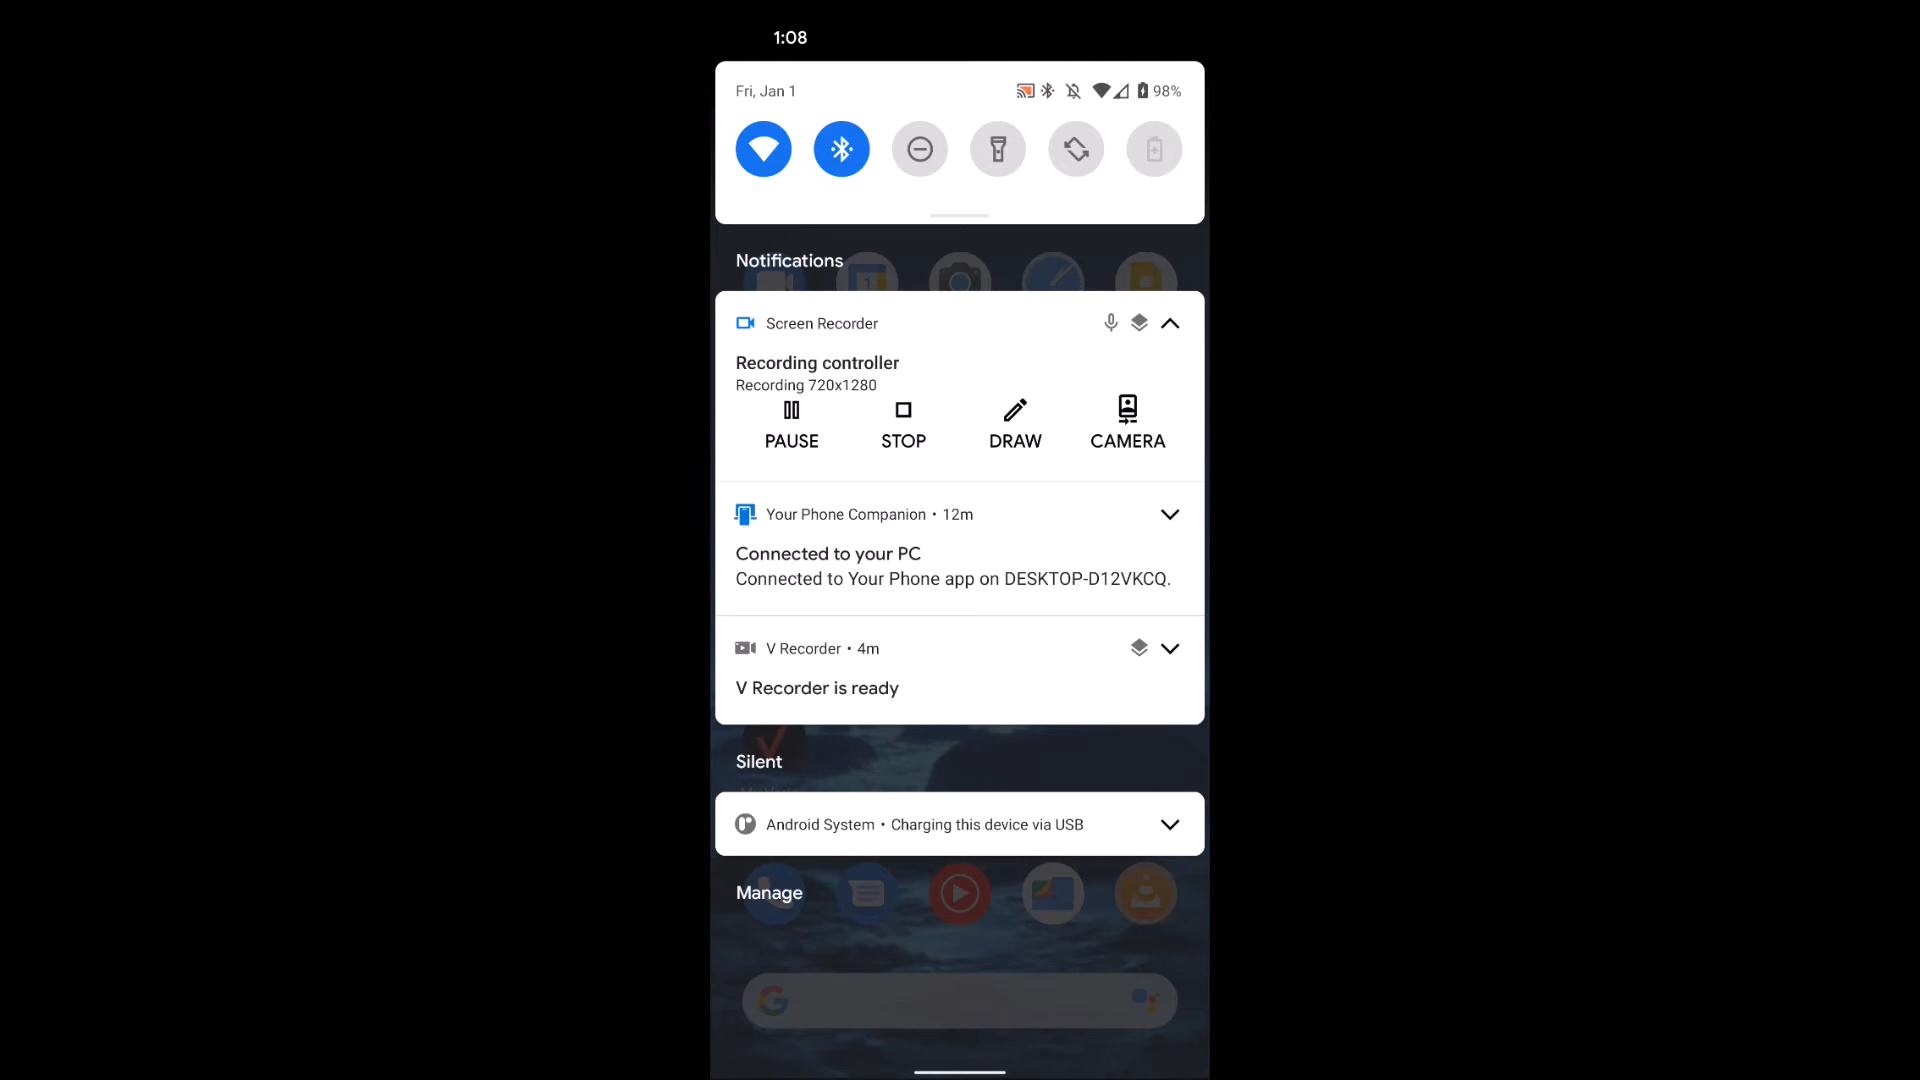 1:08
Fri, Jan 1
98%
Notifications
1
Screen Recorder
Recording controller
Recording 720x1280
PAUSE STOP DRAW CAMERA
Your Phone Companion • 12m
Connected to your PC
Connected to Your Phone app on DESKTOP-D12VKCQ.
V Recorder • 4m
V Recorder is ready
Silent
Android System • Charging this device via USB
Manage